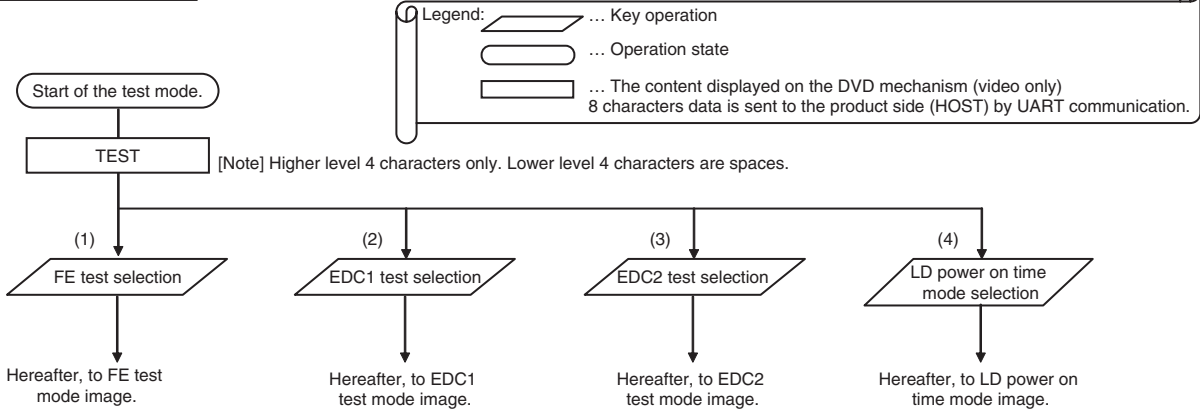 Legend:
… Key operation
… Operation state
… The content displayed on the DVD mechanism (video only)
8 characters data is sent to the product side (HOST) by UART communication.
Start of the test mode.
TEST
[Note] Higher level 4 characters only. Lower level 4 characters are spaces.
(1)
(2)
(3)
(4)
FE test selection
EDC1 test selection
EDC2 test selection
LD power on time
mode selection
Hereafter, to FE test
mode image.
Hereafter, to EDC1
test mode image.
Hereafter, to EDC2
test mode image.
Hereafter, to LD power on
time mode image.